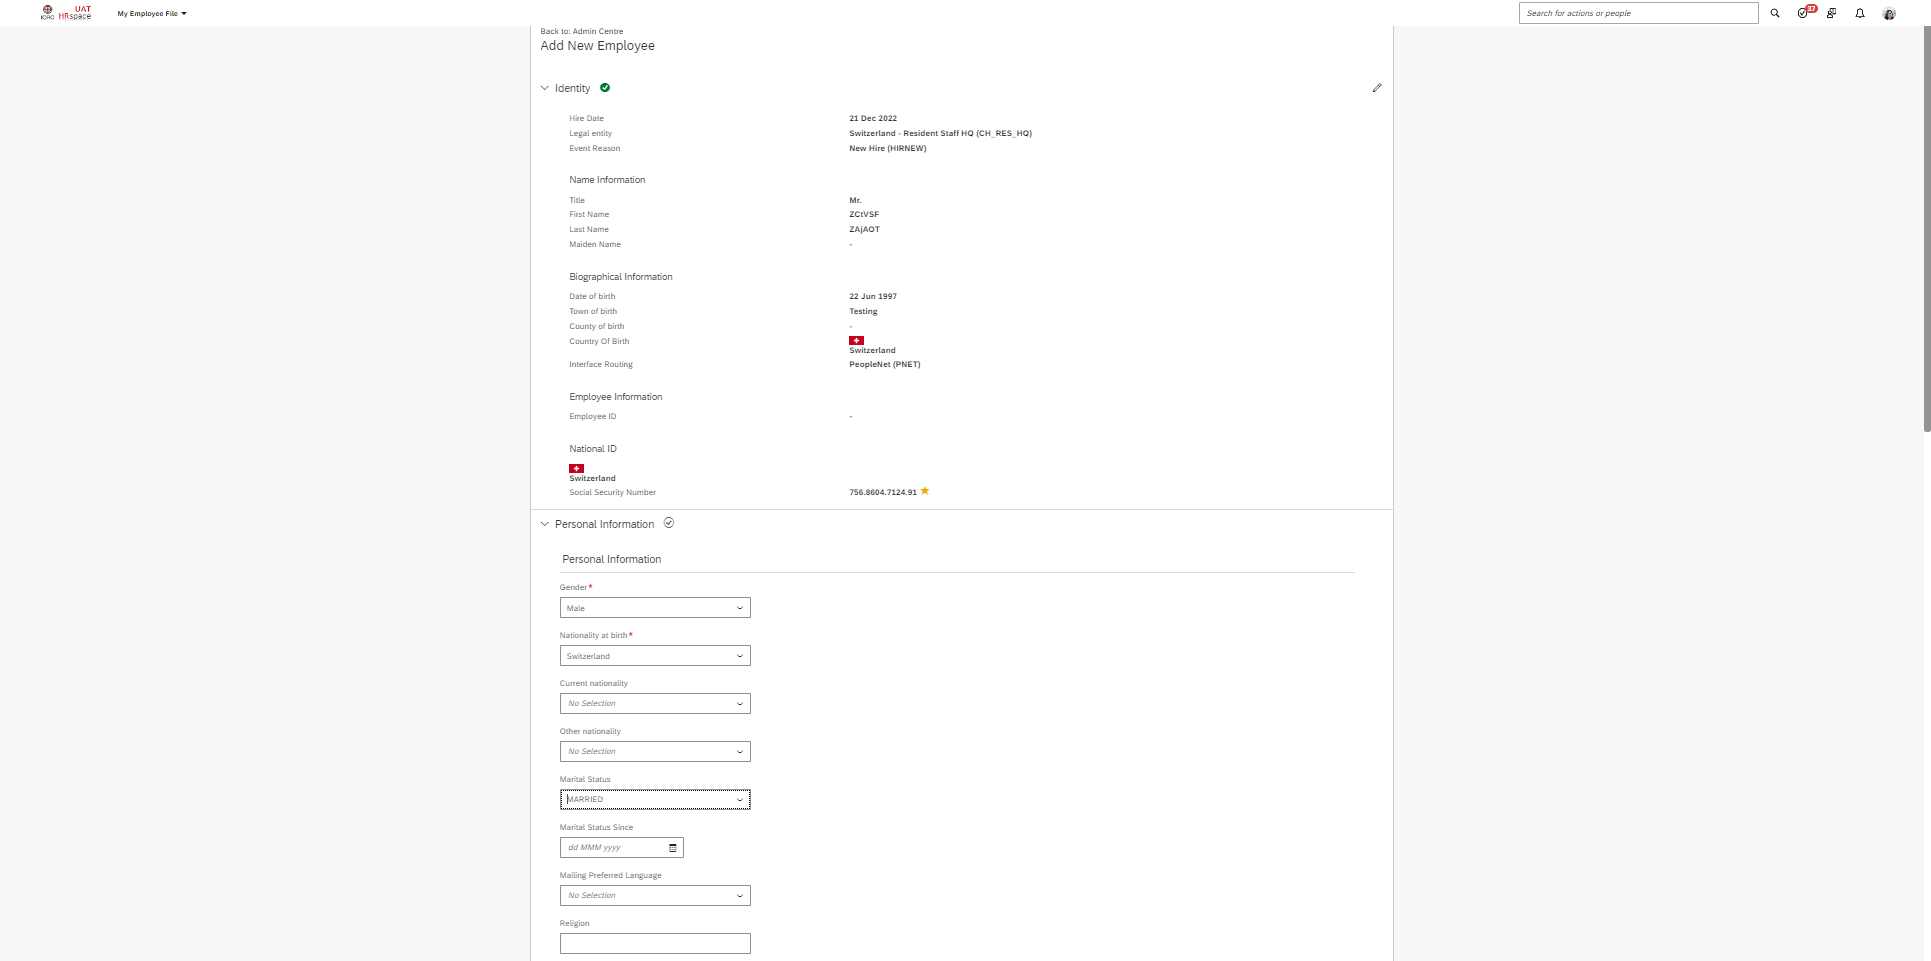 ICRC
UAT
HRspace
My Employee File
Search for actions or people
37
Back to: Admin Centre
Add New Employee
Identity
Hire Date 21 Dec 2022
Legal entity Switzerland - Resident Staff HQ (CH_RES_HQ)
Event Reason New Hire (HIRNEW)
Name Information
Title Mr.
First Name ZCtVSF
Last Name ZAjAOT
Maiden Name -
Biographical Information
Date of birth 22 Jun 1997
Town of birth Testing
County of birth -
Country Of Birth
Switzerland
Interface Routing PeopleNet (PNET)
Employee Information
Employee ID -
National ID
Switzerland
Social Security Number 756.8604.7124.91
Personal Information
Personal Information
Gender*
Male
Nationality at birth*
Switzerland
Current nationality
No Selection
Other nationality
No Selection
Marital Status
MARRIED
Marital Status Since
dd MMM yyyy
Mailing Preferred Language
No Selection
Religion